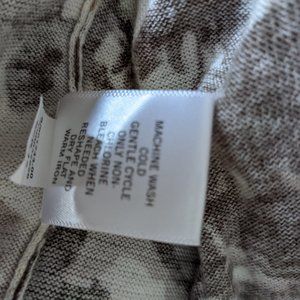 MACHINE WASH
COLD
GENTLE CYCLE
ONLY NON-
CHLORINE
BLEACH WHEN
NEEDED
RESHAPE AND
DRY FLAT
WARM IRON